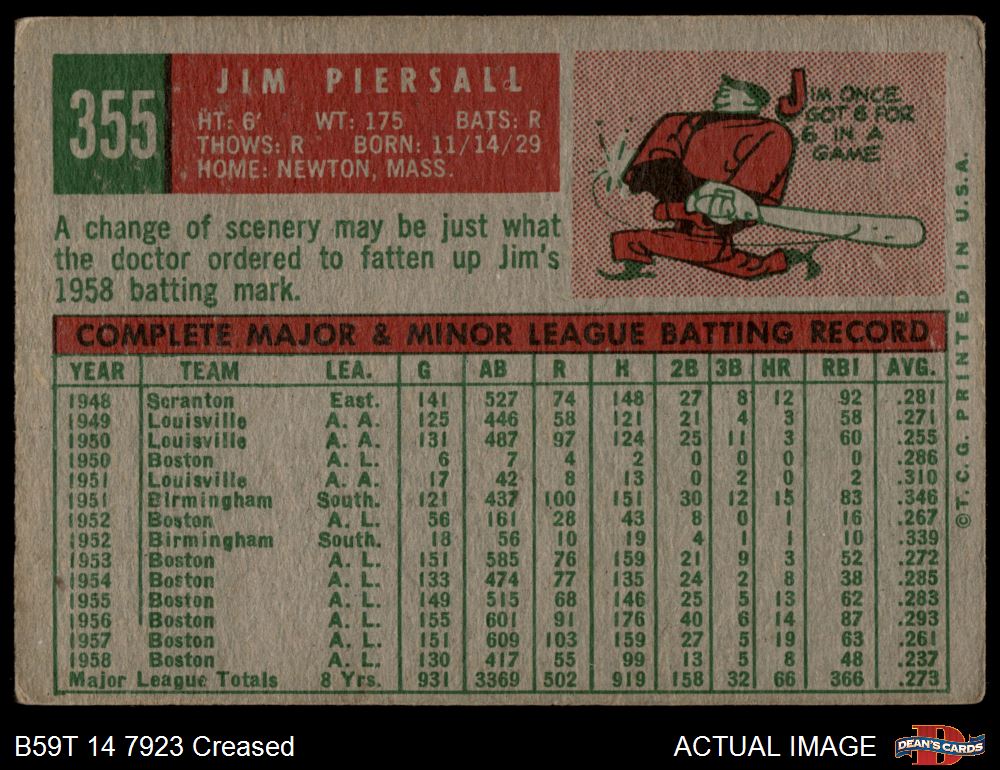 355
JIM PIERSALL
HT: 6' WT: 175 BATS: R
THROWS: R BORN: 11/14/29
HOME: NEWTON, MASS.
JIM ONCE
GOT 6 FOR
6 IN A
GAME
A change of scenery may be just what
the doctor ordered to fatten up Jim's
1958 batting mark.
COMPLETE MAJOR & MINOR LEAGUE BATTING RECORD
YEAR TEAM LEA. G AB R H 2B 3B HR RBI AVG.
1948 Scranton East. 141 527 74 148 27 8 12 92 .281
1949 Louisville A. A. 125 446 58 121 21 4 3 58 .271
1950 Louisville A. A. 131 487 97 124 25 11 3 60 .255
1950 Boston A. L. 6 7 4 2 0 0 0 0 .286
1951 Louisville A. A. 17 42 8 13 0 2 0 2 .310
1951 Birmingham South. 121 437 100 151 30 12 15 83 .346
1952 Boston A. L. 56 161 28 43 8 0 1 16 .267
1952 Birmingham South. 18 56 10 19 4 1 1 10 .339
1953 Boston A. L. 151 585 76 159 21 9 3 52 .272
1954 Boston A. L. 133 474 77 135 24 2 8 38 .285
1955 Boston A. L. 149 515 68 146 25 5 13 62 .283
1956 Boston A. L. 155 601 91 176 40 6 14 87 .293
1957 Boston A. L. 151 609 103 159 27 5 19 63 .261
1958 Boston A. L. 130 417 55 99 13 5 8 48 .237
Major League Totals 8 Yrs. 931 3369 502 919 158 32 66 366 .273
©T.C.G. PRINTED IN U.S.A.
B59T 14 7923 Creased
ACTUAL IMAGE
DEAN'S CARDS